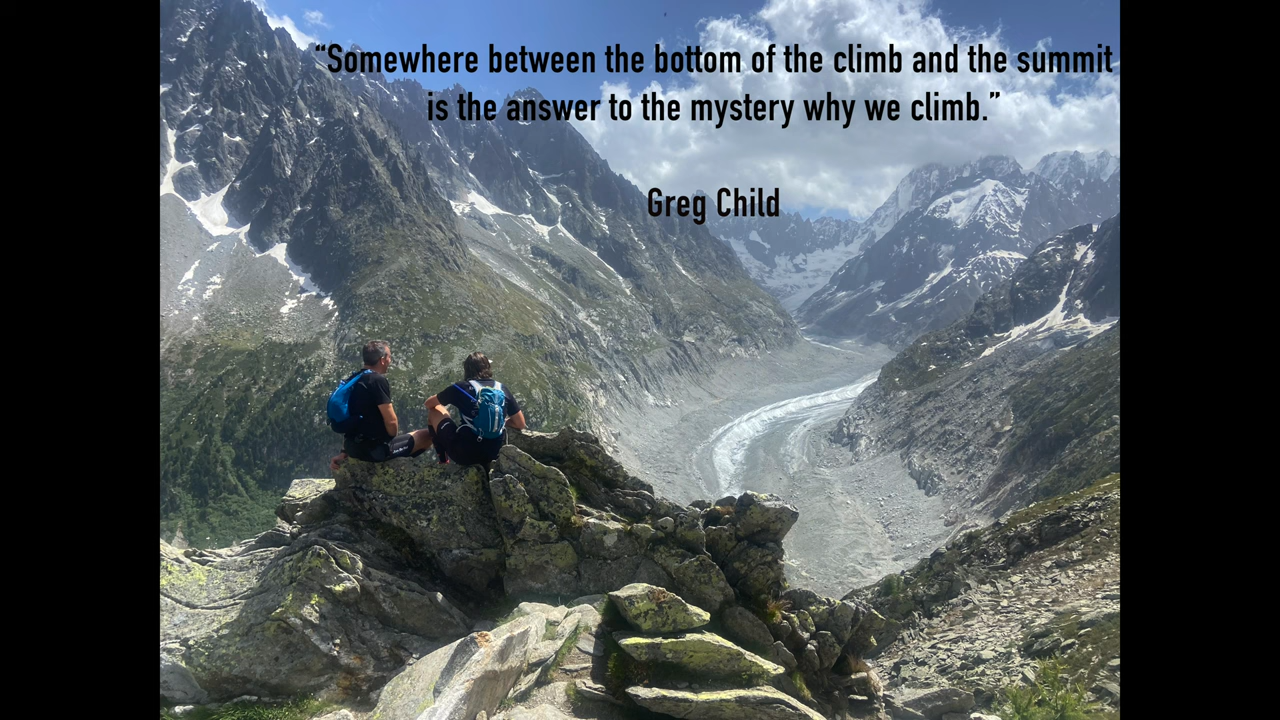 “Somewhere between the bottom of the climb and the summit
is the answer to the mystery why we climb.”
Greg Child